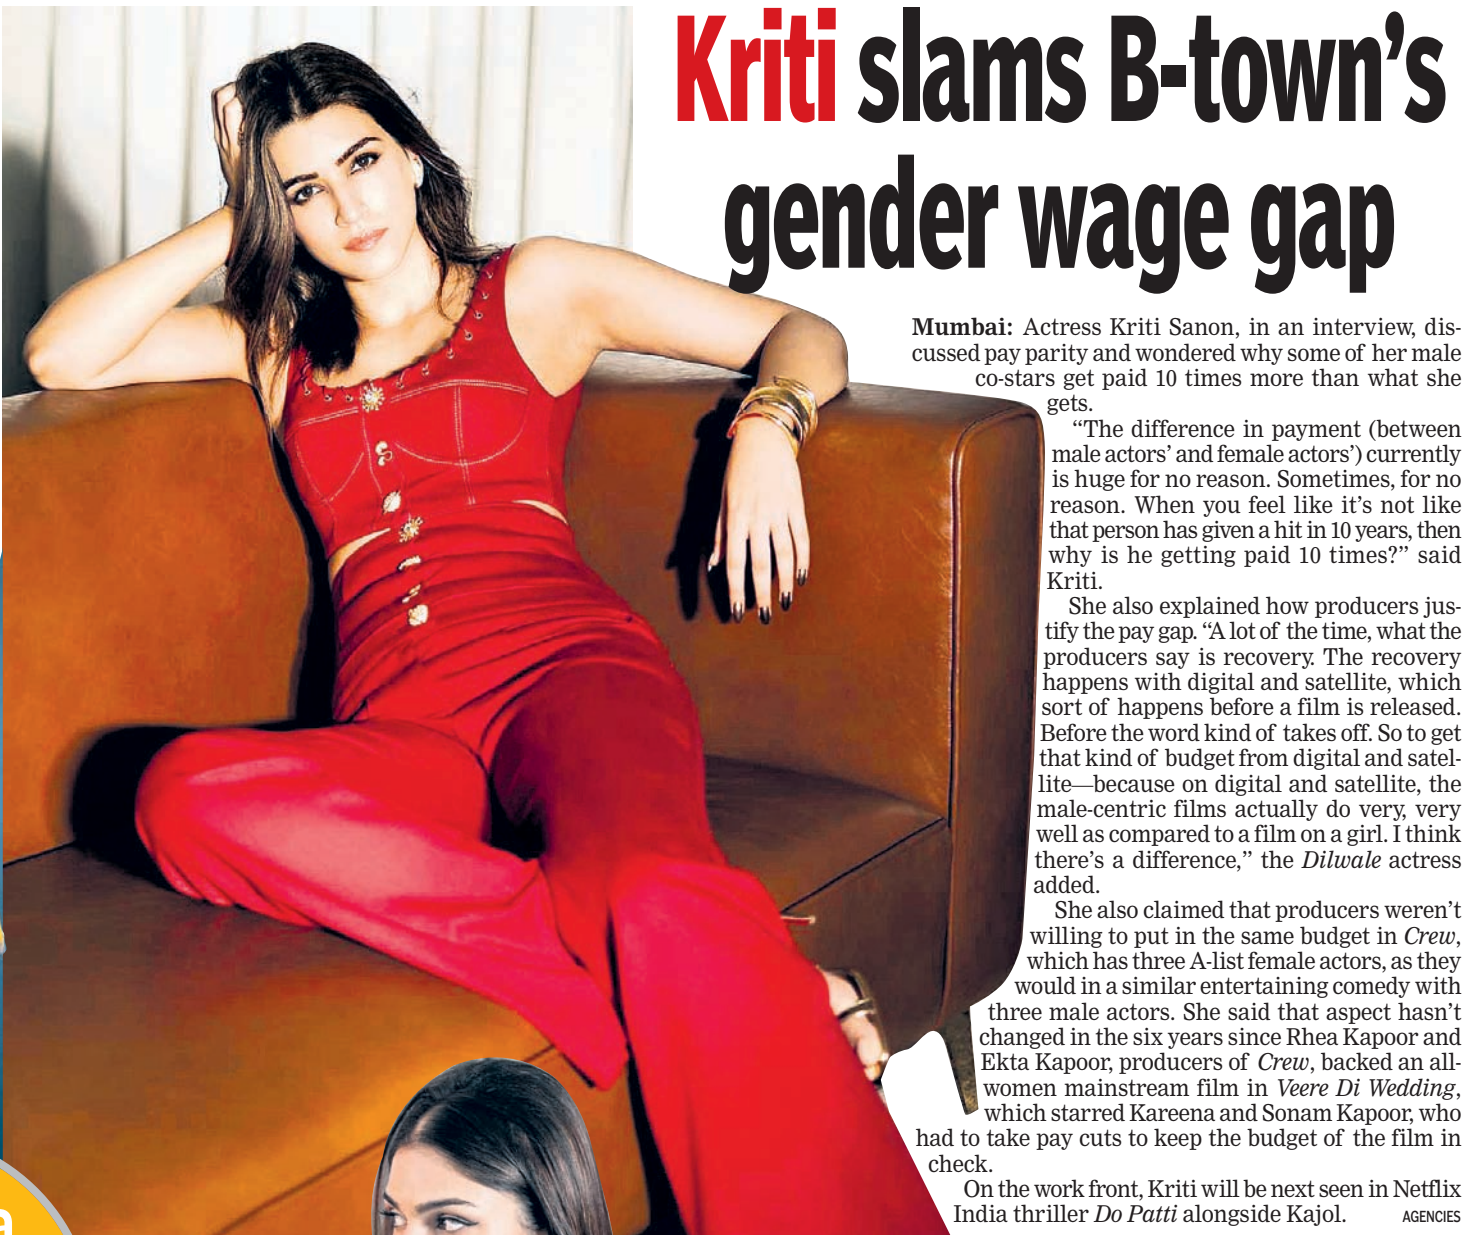 Kriti slams B-town's
gender wage gap
Mumbai: Actress Kriti Sanon, in an interview, dis-
cussed pay parity and wondered why some of her male
co-stars get paid 10 times more than what she
gets.
“The difference in payment (between
male actors’ and female actors’) currently
is huge for no reason. Sometimes, for no
reason. When you feel like it’s not like
that person has given a hit in 10 years, then
why is he getting paid 10 times?” said
Kriti.
She also explained how producers jus-
tify the pay gap. “A lot of the time, what the
producers say is recovery. The recovery
happens with digital and satellite, which
sort of happens before a film is released.
Before the word kind of takes off. So to get
that kind of budget from digital and satel-
lite—because on digital and satellite, the
male-centric films actually do very, very
well as compared to a film on a girl. I think
there’s a difference,” the Dilwale actress
added.
She also claimed that producers weren’t
willing to put in the same budget in Crew,
which has three A-list female actors, as they
would in a similar entertaining comedy with
three male actors. She said that aspect hasn’t
changed in the six years since Rhea Kapoor and
Ekta Kapoor, producers of Crew, backed an all-
women mainstream film in Veere Di Wedding,
which starred Kareena and Sonam Kapoor, who
had to take pay cuts to keep the budget of the film in
check.
On the work front, Kriti will be next seen in Netflix
India thriller Do Patti alongside Kajol. AGENCIES